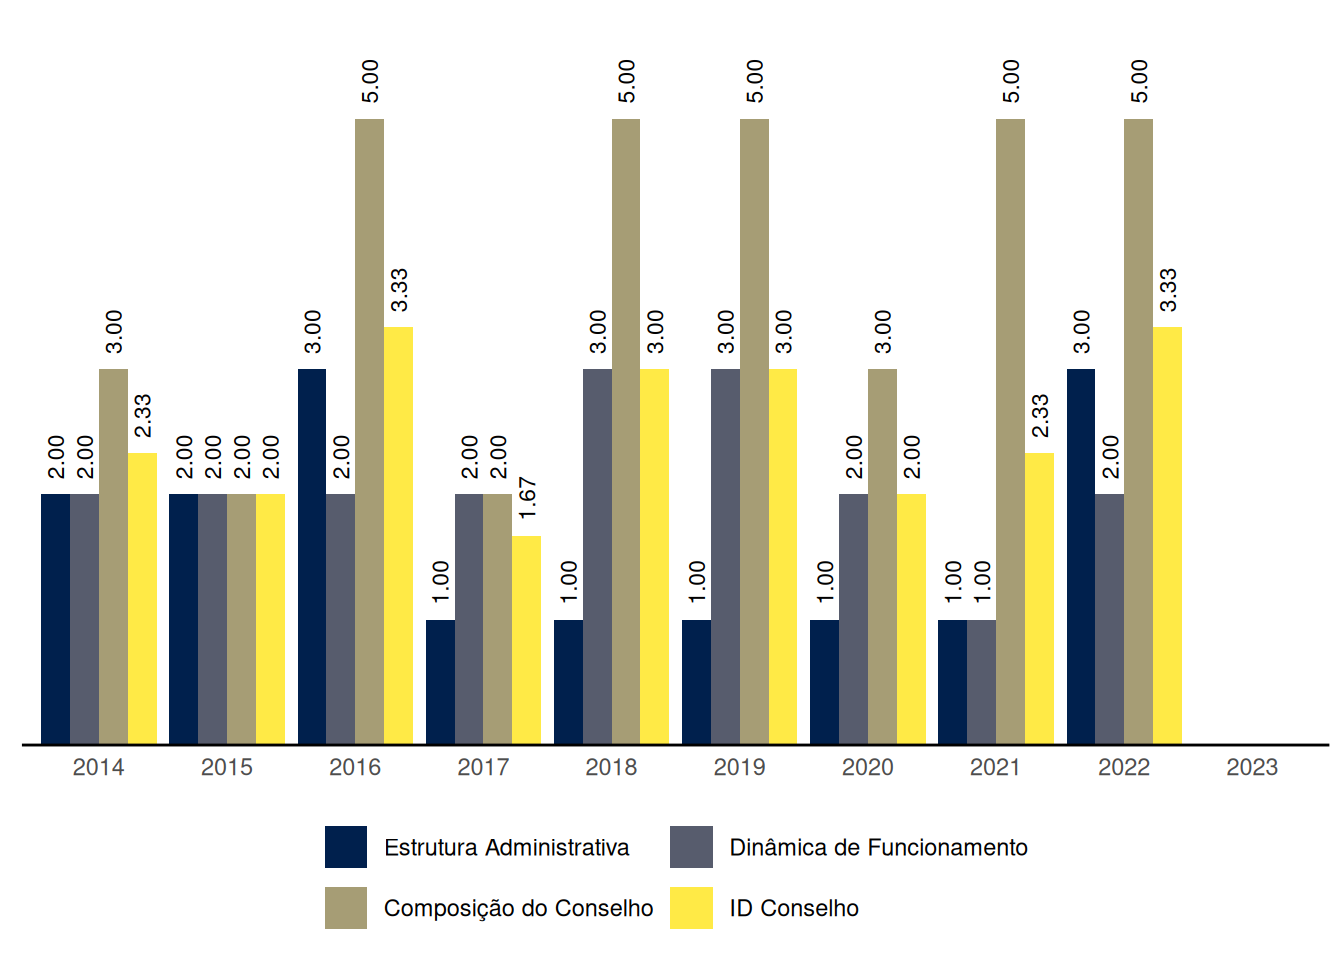 2.00 2.00 3.00 2.33
2.00 2.00 2.00 2.00
3.00 2.00 5.00 3.33
1.00 2.00 2.00 1.67
1.00 3.00 5.00 3.00
1.00 3.00 5.00 3.00
1.00 2.00 3.00 2.00
1.00 1.00 5.00 2.33
3.00 2.00 5.00 3.33
2014 2015 2016 2017 2018 2019 2020 2021 2022 2023
Estrutura Administrativa Dinâmica de Funcionamento
Composição do Conselho ID Conselho